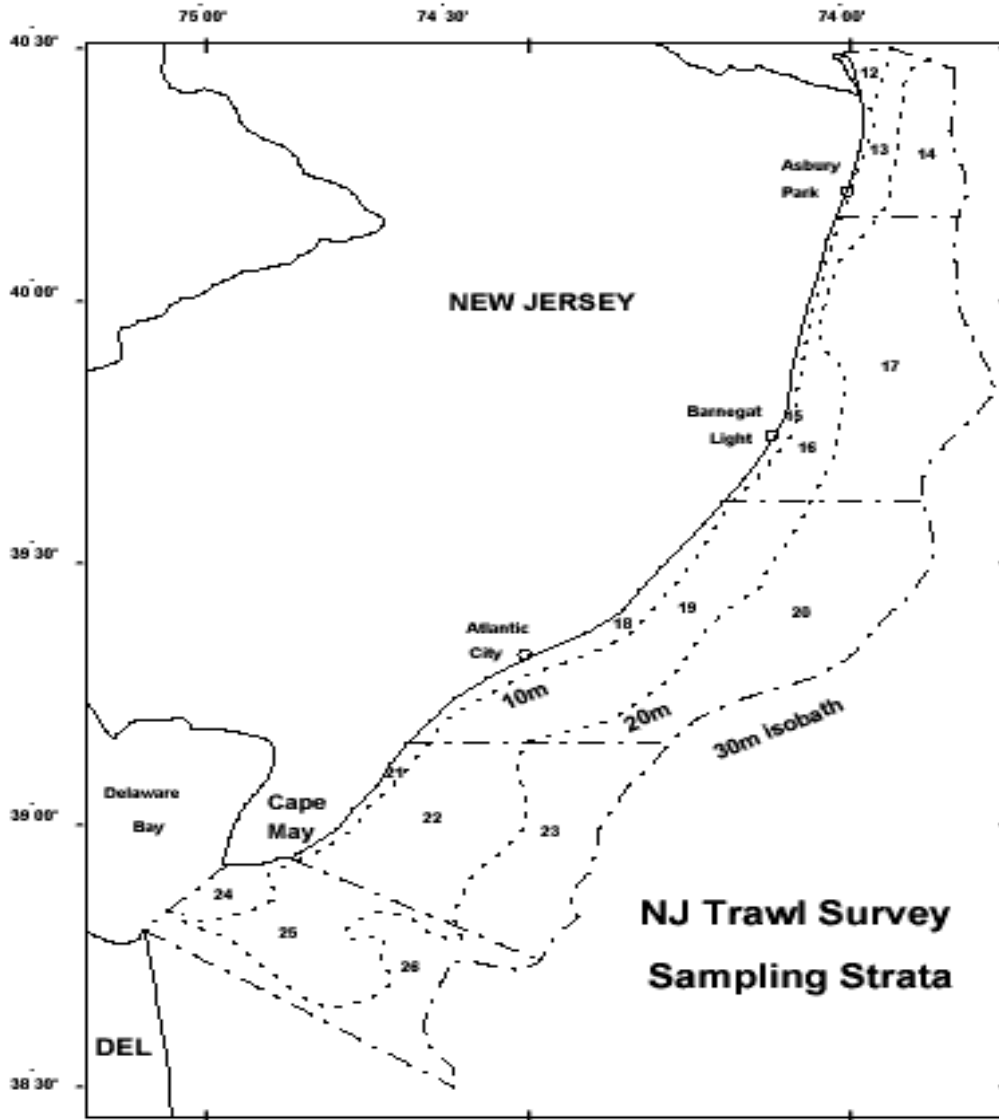 75 00' 74 30' 74 00'
40 30"
12
13
14
Asbury
Park
40 00"
NEW JERSEY
17
Barnegat
Light
15
16
39 30"
19
18
20
Atlantic
City
10m
20m
30m isobath
21
Delaware
Bay
39 00"
Cape
May
22
23
24
25
26
NJ Trawl Survey
Sampling Strata
DEL
38 30"